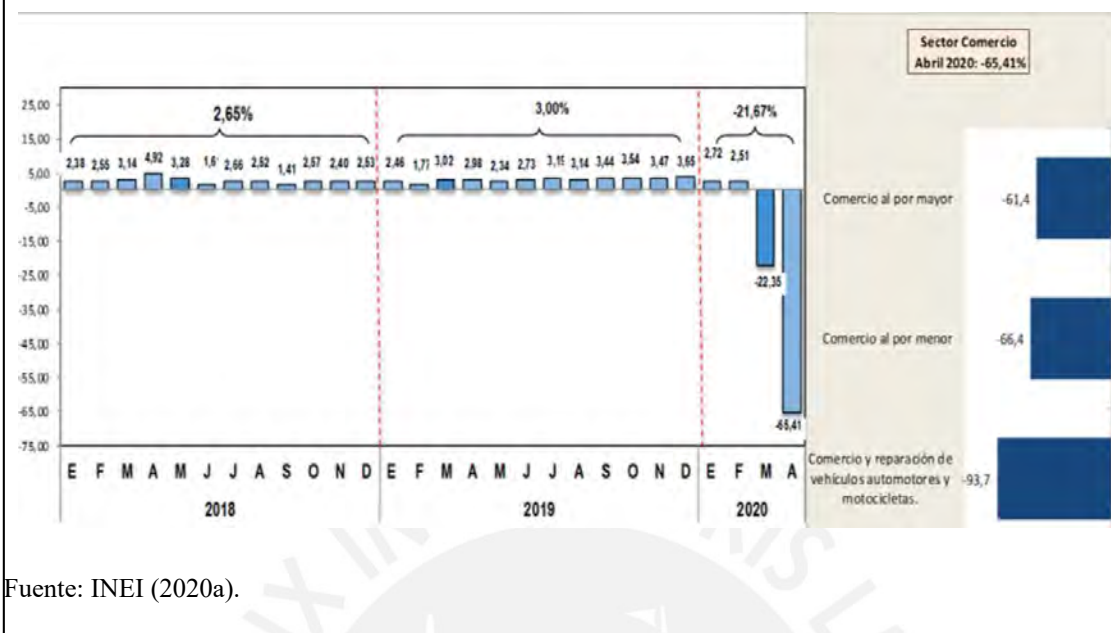 Sector Comercio
Abril 2020: -65,41%
2,65%
3,00%
-21,67%
25,00
15,00
5,00
-5,00
-15,00
-25,00
-35,00
-45,00
-55,00
-65,00
-75,00
2,38 2,55 3,14 4,92 3,28 1,6 2,66 2,52 1,41 2,57 2,40 2,53 2,46 1,77 3,02 2,98 2,34 2,73 3,15 3,14 3,44 3,54 3,47 3,65 2,72 2,51
-22,35
-65,41
E F M A M J J A S O N D E F M A M J J A S O N D E F M A
2018 2019 2020
Comercio al por mayor -61,4
Comercio al por menor -66,4
Comercio y reparación de
vehículos automotores y -93,7
motocicletas.
Fuente: INEI (2020a).